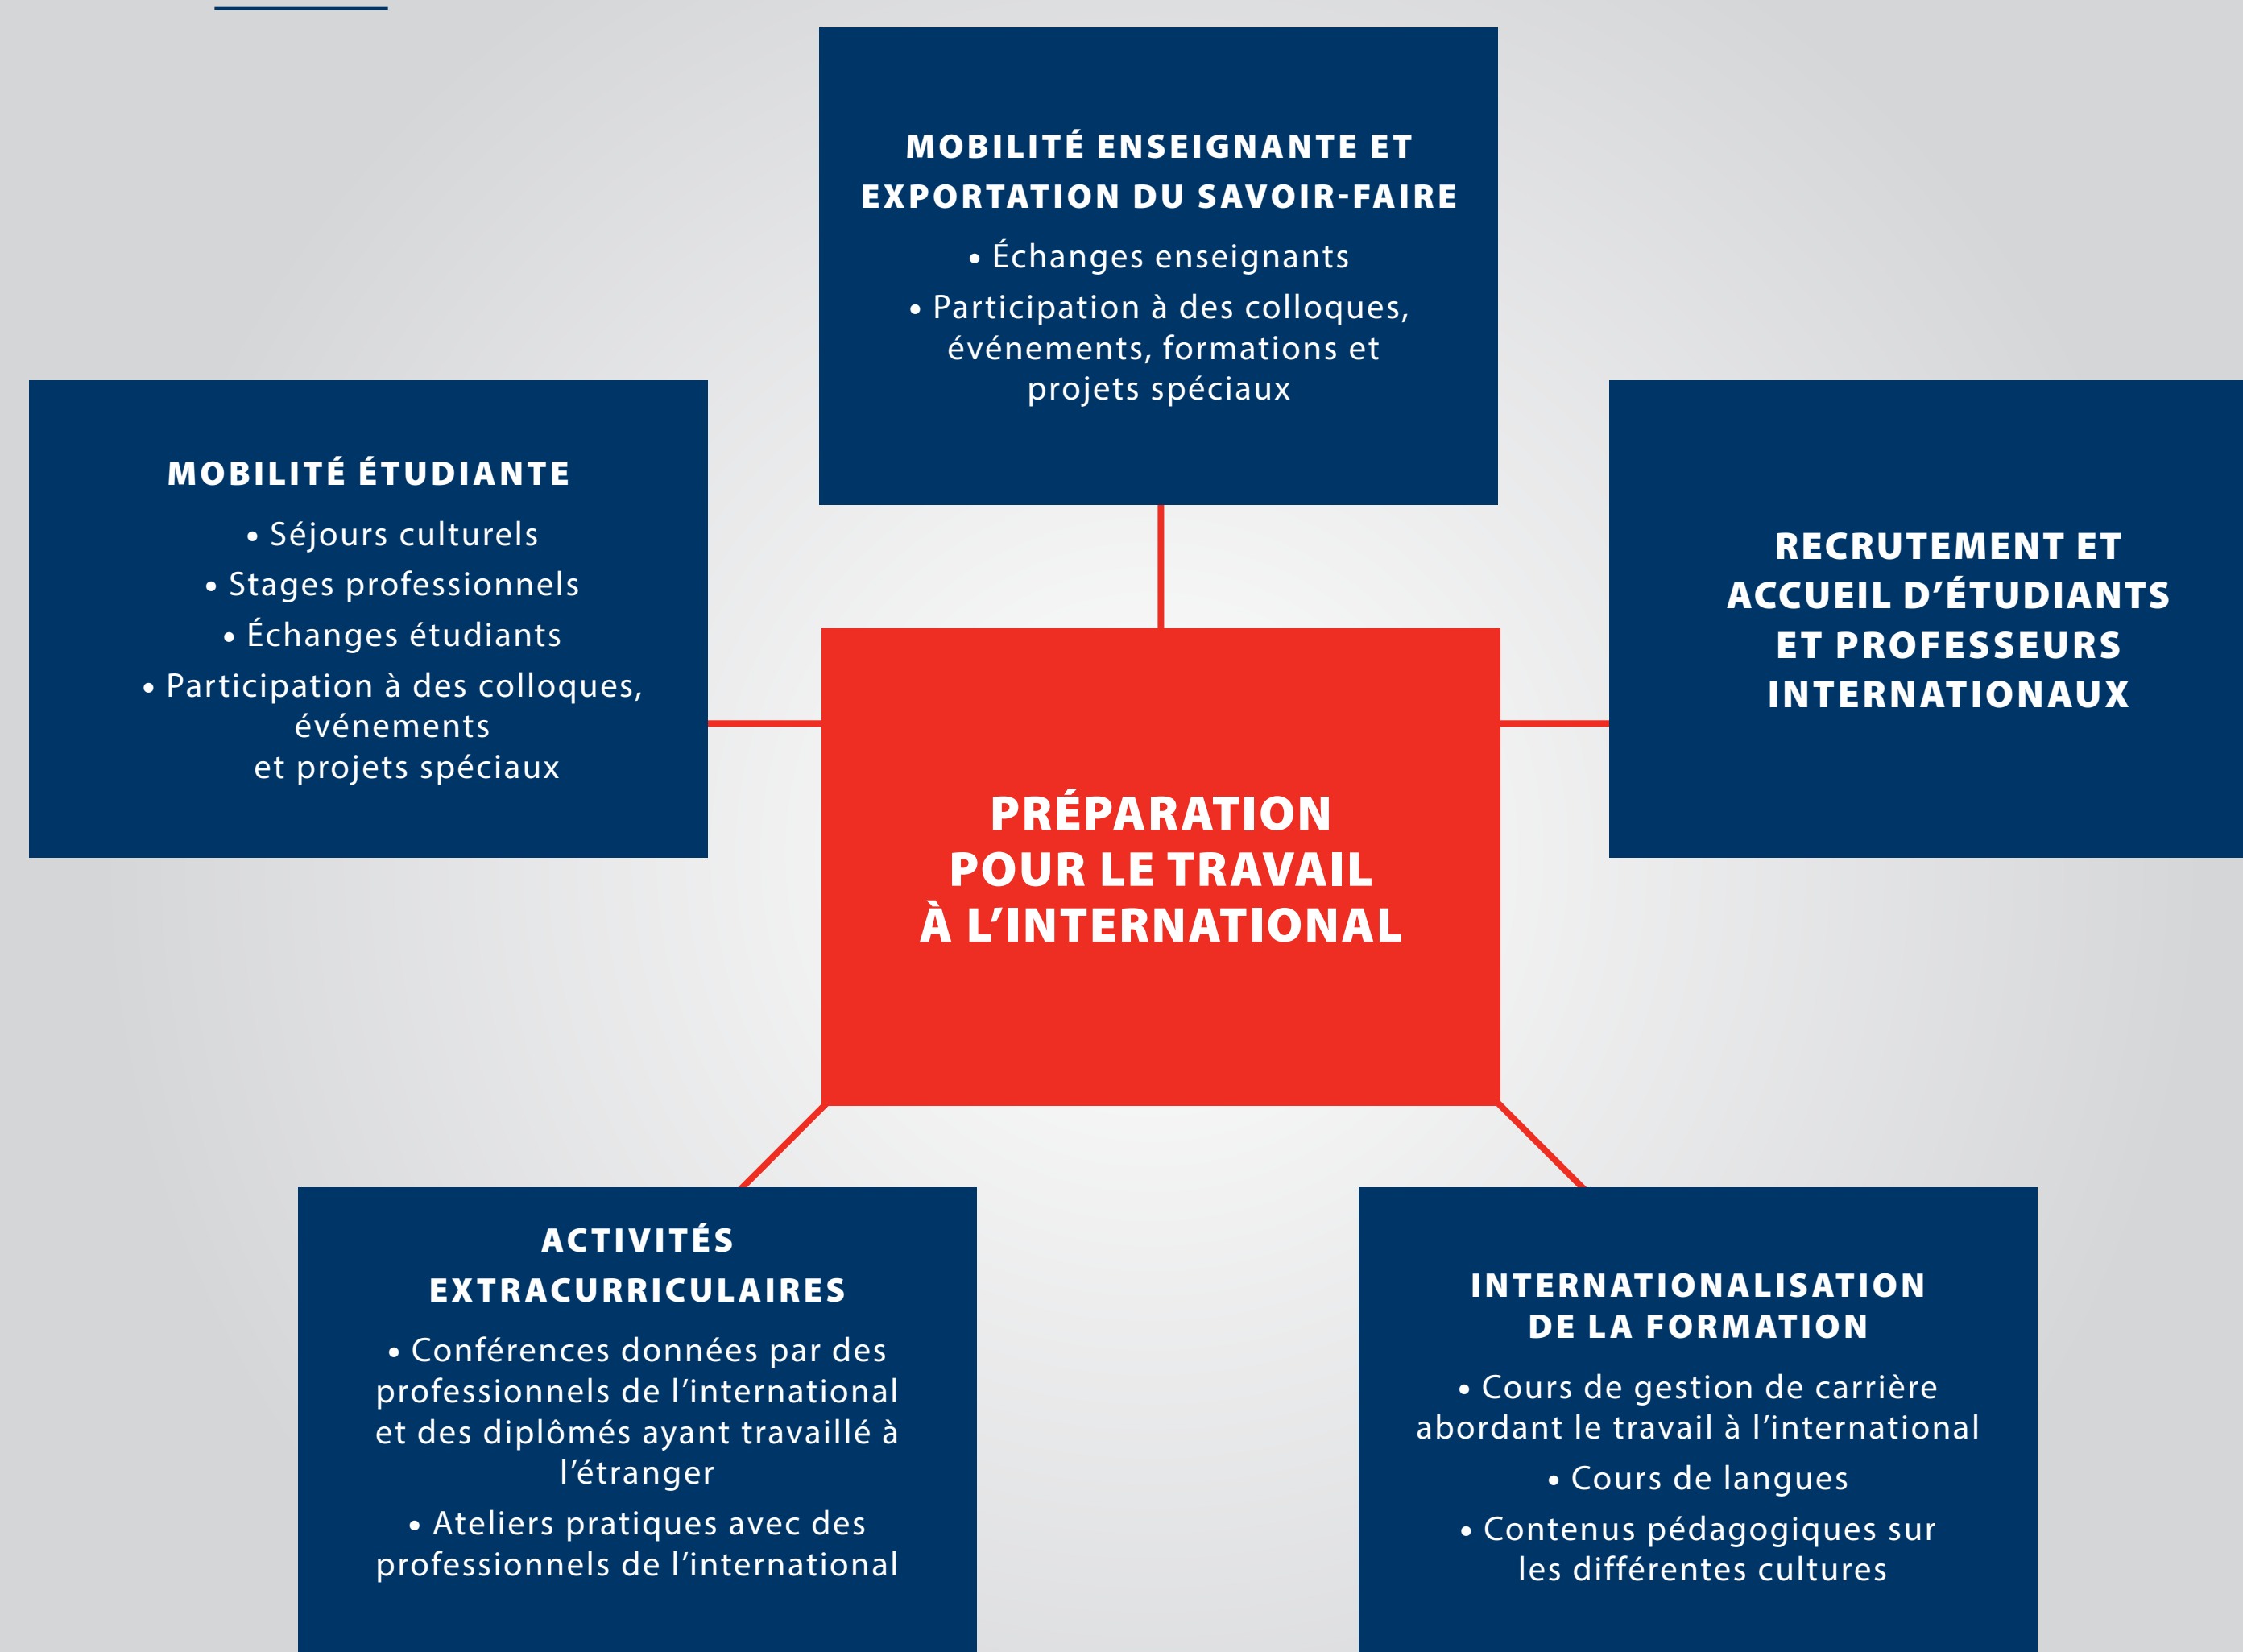 MOBILITÉ ENSEIGNANTE ET
EXPORTATION DU SAVOIR-FAIRE
• Échanges enseignants
• Participation à des colloques,
événements, formations et
projets spéciaux
MOBILITÉ ÉTUDIANTE
• Séjours culturels
• Stages professionnels
• Échanges étudiants
• Participation à des colloques,
événements
et projets spéciaux
RECRUTEMENT ET
ACCUEIL D’ÉTUDIANTS
ET PROFESSEURS
INTERNATIONAUX
PRÉPARATION
POUR LE TRAVAIL
À L’INTERNATIONAL
ACTIVITÉS
EXTRACURRICULAIRES
• Conférences données par des
professionnels de l’international
et des diplômés ayant travaillé à
l’étranger
• Ateliers pratiques avec des
professionnels de l’international
INTERNATIONALISATION
DE LA FORMATION
• Cours de gestion de carrière
abordant le travail à l’international
• Cours de langues
• Contenus pédagogiques sur
les différentes cultures